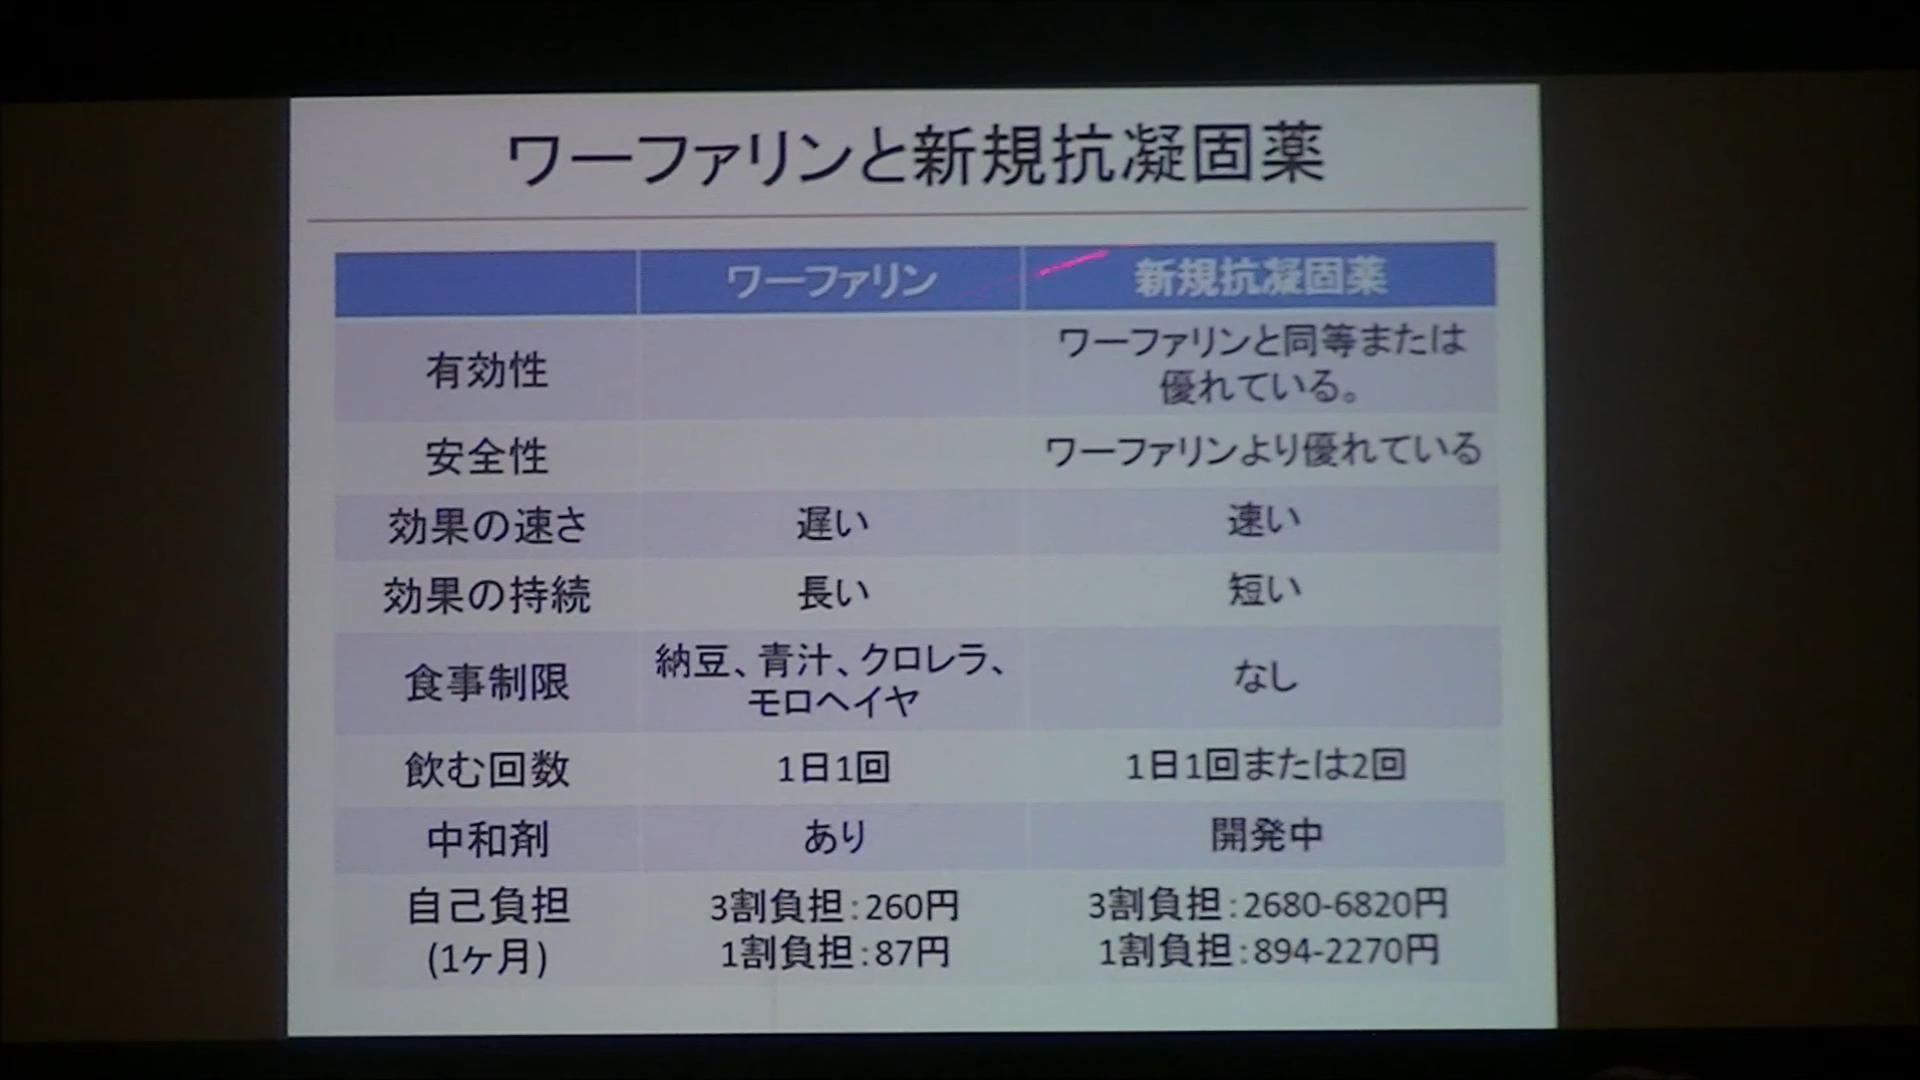 ワーファリンと新規抗凝固薬
ワーファリン 新規抗凝固薬
有効性 ワーファリンと同等または
優れている。
安全性 ワーファリンより優れている
効果の速さ 遅い 速い
効果の持続 長い 短い
食事制限 納豆、青汁、クロレラ、
モロヘイヤ なし
飲む回数 1日1回 1日1回または2回
中和剤 あり 開発中
自己負担 3割負担:260円 3割負担:2680-6820円
(1ヶ月) 1割負担:87円 1割負担:894-2270円